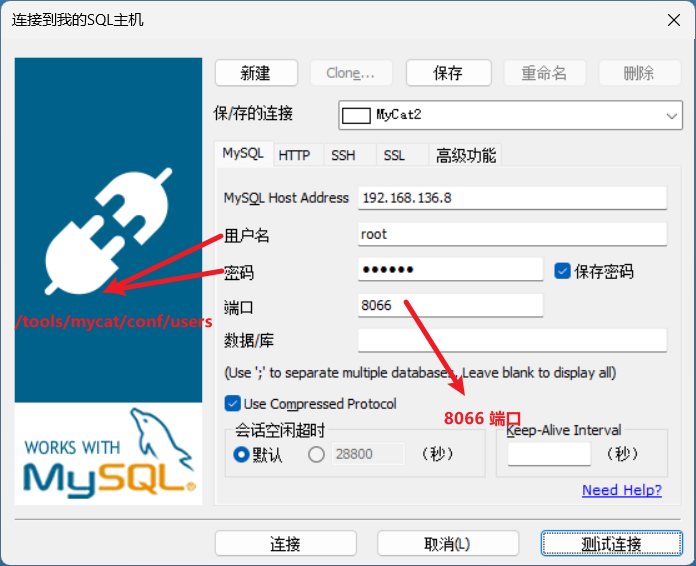 连接到我的SQL主机
新建
Clone...
保存
重命名
删除
保/存的连接
MyCat2
MySQL
HTTP
SSH
SSL
高级功能
MySQL Host Address
192.168.136.8
用户名
root
密码
●●●●●●
保存密码
/tools/mycat/conf/users
端口
8066
数据/库
(Use ';' to separate multiple databases. Leave blank to display all)
Use Compressed Protocol
8066 端口
会话空闲超时
默认
28800
(秒)
Keep-Alive Interval
(秒)
WORKS WITH
MySQL®
Need Help?
连接
取消(L)
测试连接